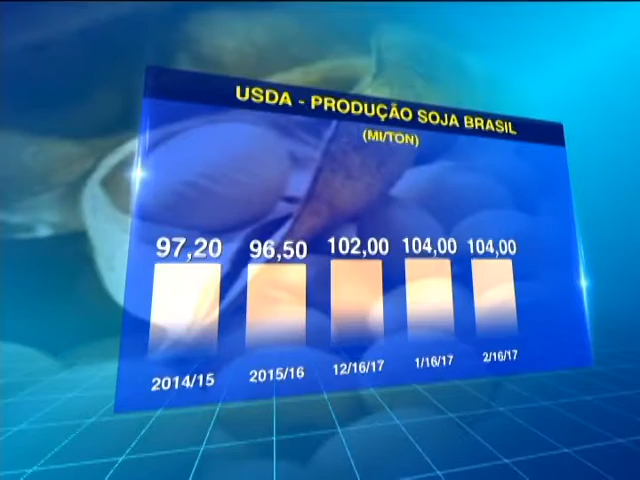 USDA - PRODUÇÃO SOJA BRASIL
(MI/TON)
97,20 96,50 102,00 104,00 104,00
2014/15 2015/16 12/16/17 1/16/17 2/16/17